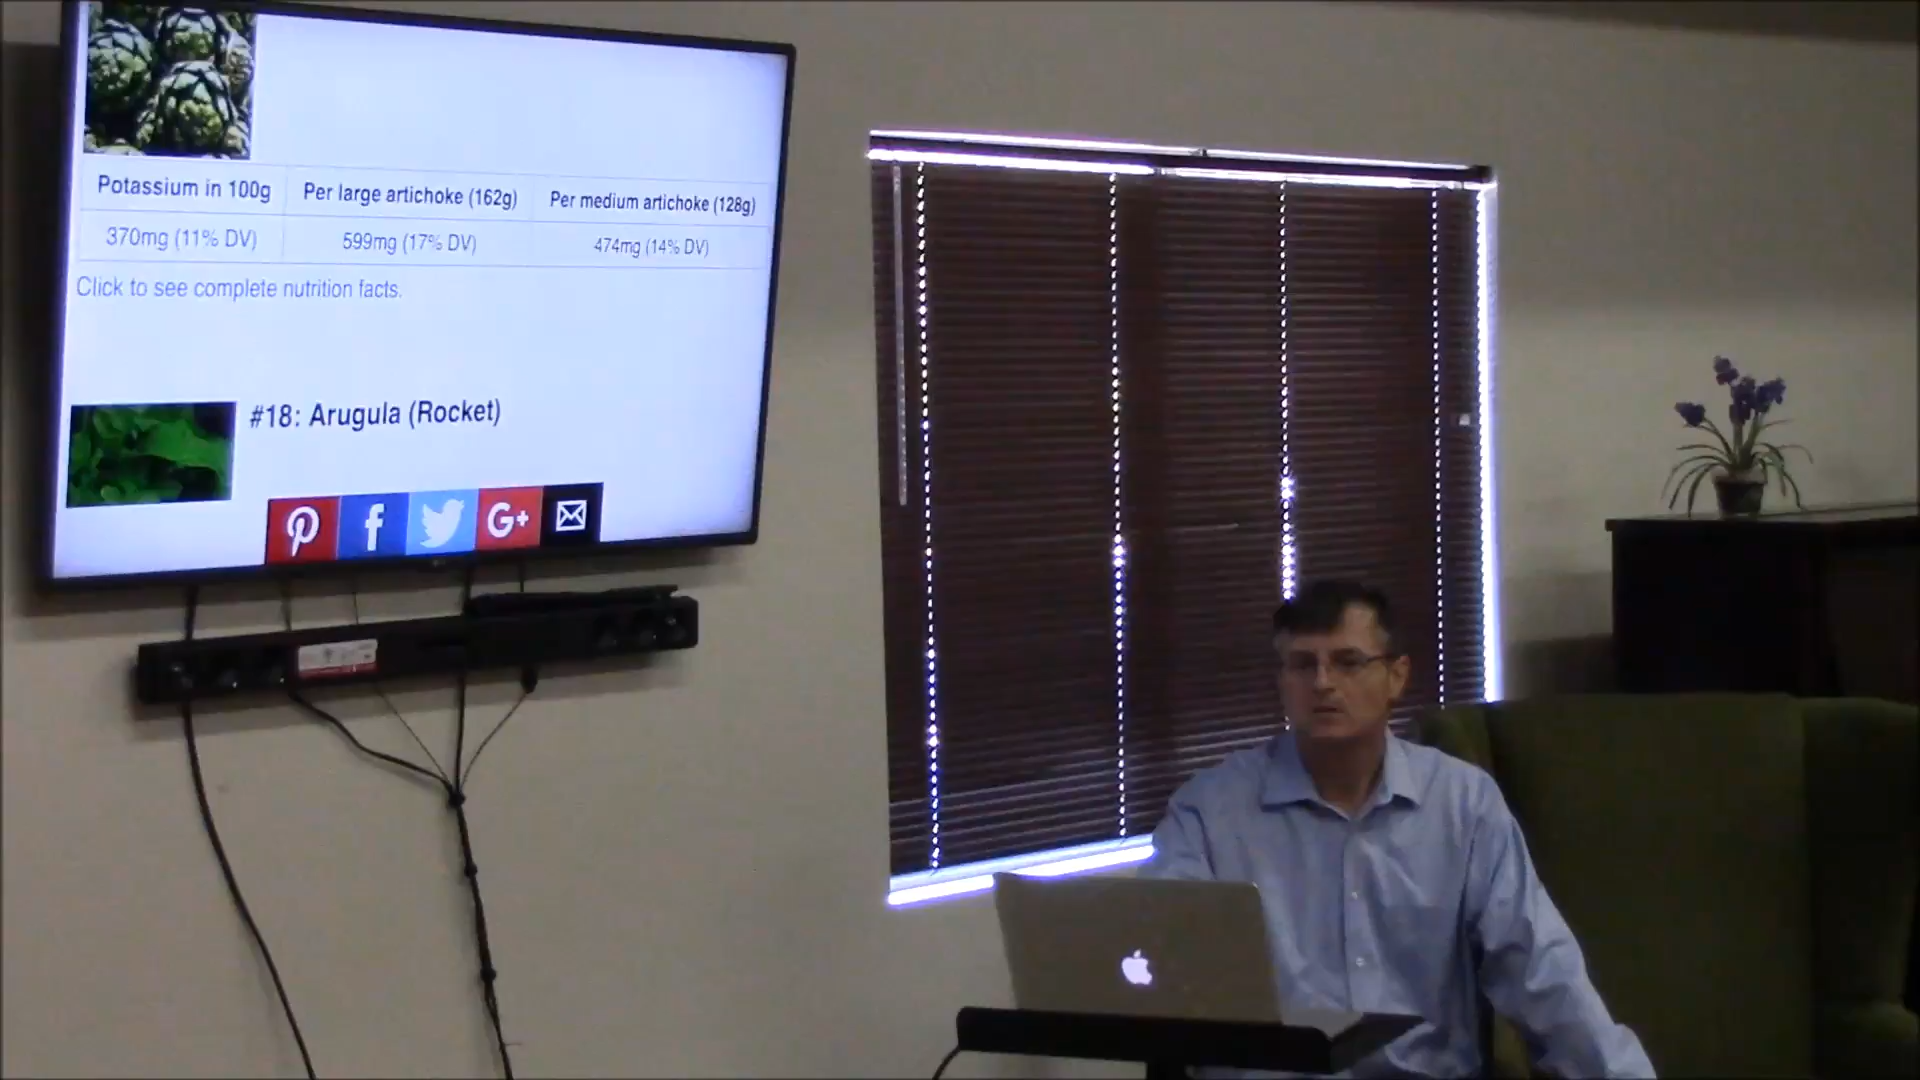 Potassium in 100g Per large artichoke (162g) Per medium artichoke (128g)
370mg (11% DV) 599mg (17% DV) 474mg (14% DV)
Click to see complete nutrition facts.
#18: Arugula (Rocket)
G+